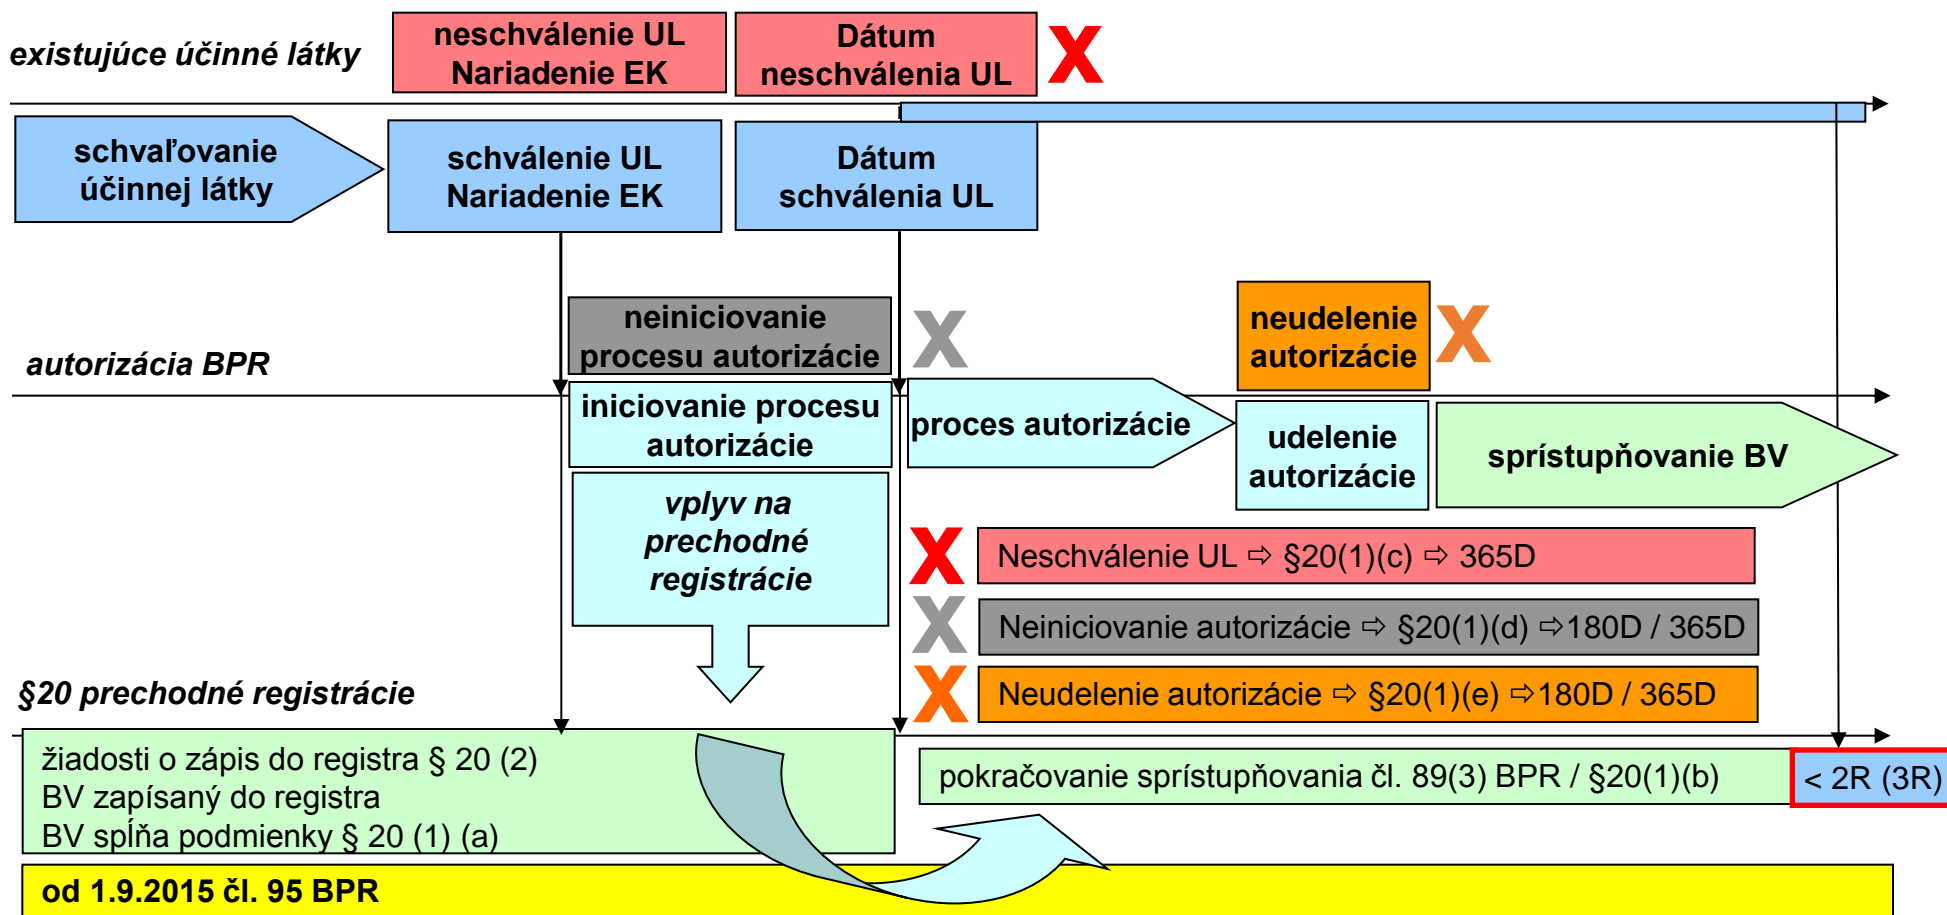 existujúce účinné látky
neschválenie UL
Nariadenie EK
Dátum
neschválenia UL
X
schvaľovanie
účinnej látky
schválenie UL
Nariadenie EK
Dátum
schválenia UL
neiniciovanie
procesu autorizácie
X
neudelenie
autorizácie
X
autorizácia BPR
iniciovanie procesu
autorizácie
proces autorizácie
udelenie
autorizácie
sprístupňovanie BV
vplyv na
prechodné
registrácie
X
Neschválenie UL ⇨ §20(1)(c) ⇨ 365D
X
Neiniciovanie autorizácie ⇨ §20(1)(d) ⇨180D / 365D
X
Neudelenie autorizácie ⇨ §20(1)(e) ⇨180D / 365D
§20 prechodné registrácie
žiadosti o zápis do registra § 20 (2)
BV zapísaný do registra
BV spĺňa podmienky § 20 (1) (a)
pokračovanie sprístupňovania čl. 89(3) BPR / §20(1)(b)
< 2R (3R)
od 1.9.2015 čl. 95 BPR